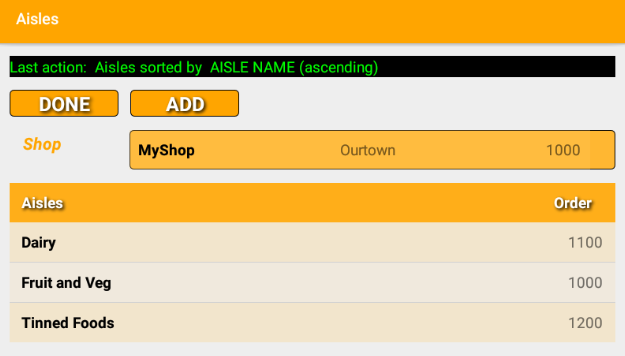 Aisles
Last action:  Aisles sorted by  AISLE NAME (ascending)
DONE ADD
Shop MyShop Ourtown 1000
Aisles Order
Dairy 1100
Fruit and Veg 1000
Tinned Foods 1200